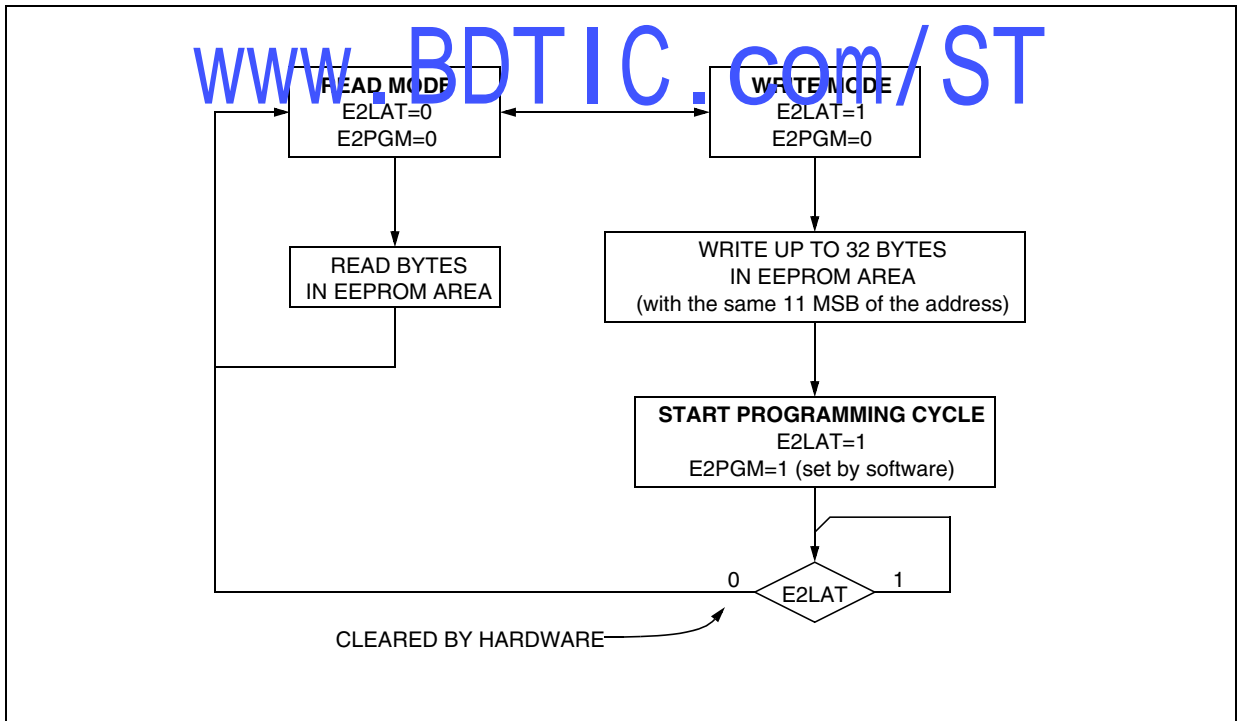 www.BDTIC.com/ST
READ MODE
E2LAT=0
E2PGM=0
WRITE MODE
E2LAT=1
E2PGM=0
READ BYTES
IN EEPROM AREA
WRITE UP TO 32 BYTES
IN EEPROM AREA
(with the same 11 MSB of the address)
START PROGRAMMING CYCLE
E2LAT=1
E2PGM=1 (set by software)
0
E2LAT
1
CLEARED BY HARDWARE